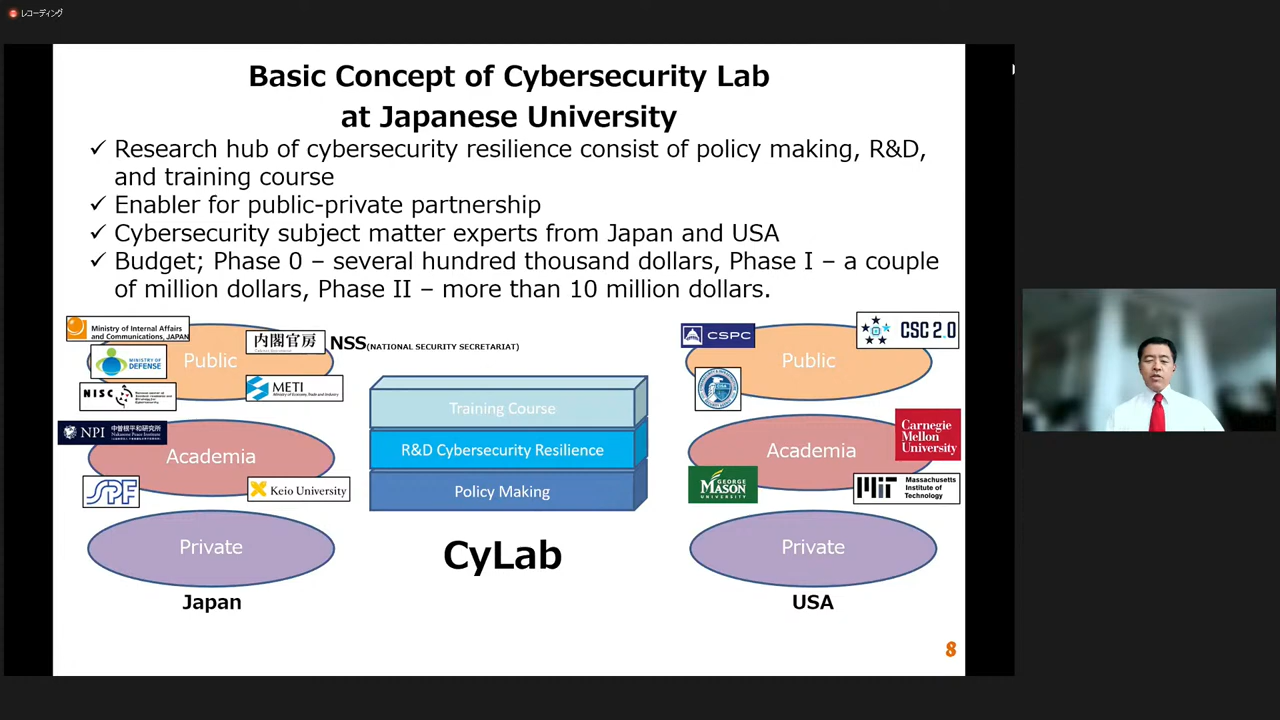 レコーディング
Basic Concept of Cybersecurity Lab
at Japanese University
✓ Research hub of cybersecurity resilience consist of policy making, R&D,
and training course
✓ Enabler for public-private partnership
✓ Cybersecurity subject matter experts from Japan and USA
✓ Budget; Phase 0 – several hundred thousand dollars, Phase I – a couple
of million dollars, Phase II – more than 10 million dollars.
Ministry of Internal Affairs
and Communications, JAPAN
Public
MINISTRY OF
DEFENSE
NISC
内閣官房
NSS(NATIONAL SECURITY SECRETARIAT)
METI
Ministry of Economy, Trade and Industry
NPI 中曽根平和研究所
Nakasone Peace Institute
Academia
SPF
Keio University
Private
Japan
Training Course
R&D Cybersecurity Resilience
Policy Making
CyLab
CSPC
CSC 2.0
Public
Carnegie
Mellon
University
Academia
GEORGE
MASON
UNIVERSITY
MIT
Massachusetts
Institute of
Technology
Private
USA
8